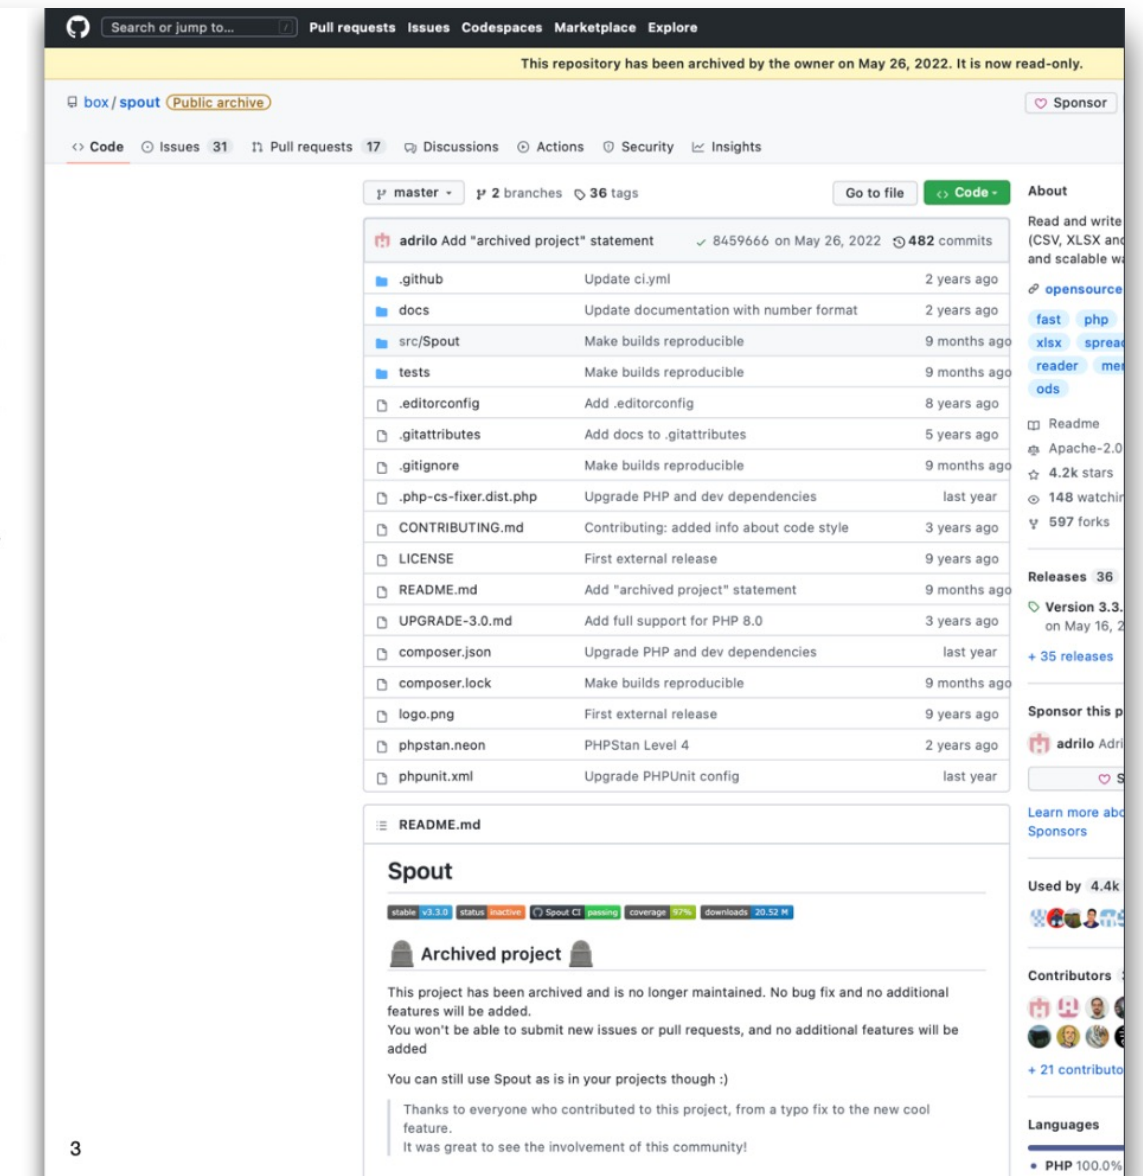 Search or jump to... / Pull requests Issues Codespaces Marketplace Explore
This repository has been archived by the owner on May 26, 2022. It is now read-only.
box / spout Public archive
Sponsor
Code Issues 31 Pull requests 17 Discussions Actions Security Insights
master 2 branches 36 tags Go to file Code
adrilo Add "archived project" statement 8459666 on May 26, 2022 482 commits
.github Update ci.yml 2 years ago
docs Update documentation with number format 2 years ago
src/Spout Make builds reproducible 9 months ago
tests Make builds reproducible 9 months ago
.editorconfig Add .editorconfig 8 years ago
.gitattributes Add docs to .gitattributes 5 years ago
.gitignore Make builds reproducible 9 months ago
.php-cs-fixer.dist.php Upgrade PHP and dev dependencies last year
CONTRIBUTING.md Contributing: added info about code style 3 years ago
LICENSE First external release 9 years ago
README.md Add "archived project" statement 9 months ago
UPGRADE-3.0.md Add full support for PHP 8.0 3 years ago
composer.json Upgrade PHP and dev dependencies last year
composer.lock Make builds reproducible 9 months ago
logo.png First external release 9 years ago
phpstan.neon PHPStan Level 4 2 years ago
phpunit.xml Upgrade PHPUnit config last year
README.md
Spout
stable v3.3.0 status inactive Spout CI passing coverage 97% downloads 20.52 M
Archived project
This project has been archived and is no longer maintained. No bug fix and no additional
features will be added.
You won't be able to submit new issues or pull requests, and no additional features will be
added
You can still use Spout as is in your projects though :)
Thanks to everyone who contributed to this project, from a typo fix to the new cool
feature.
It was great to see the involvement of this community!
About
Read and write
(CSV, XLSX and
and scalable
opensource
fast php
xlsx
reader
ods
Readme
Apache-2.0
4.2k stars
148
597 forks
Releases 36
Version 3.3.
on May 16,
+ 35 releases
Sponsor this
adrilo
Learn more
Sponsors
Used by 4.4k
Contributors
+ 21
Languages
PHP 100.0%
3